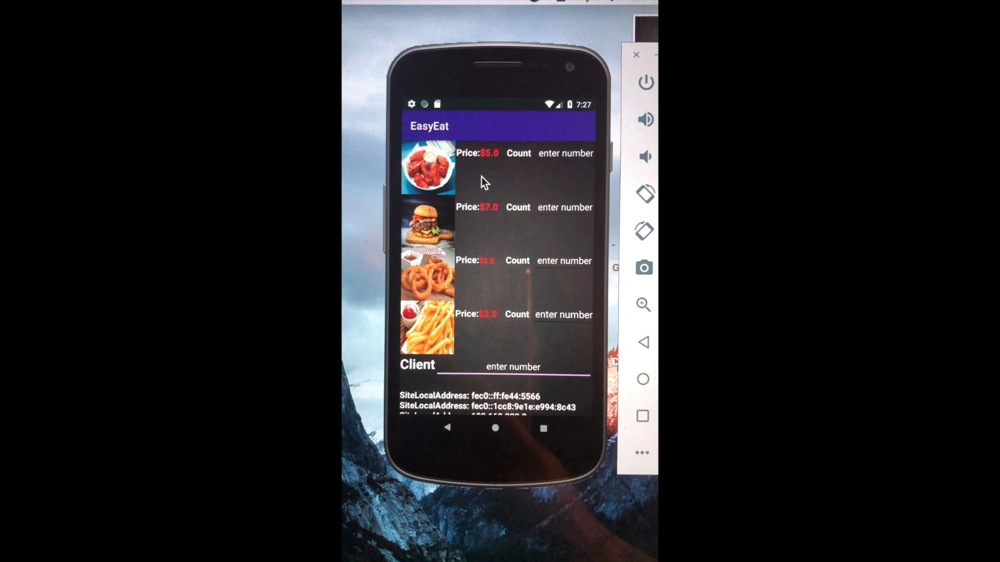 7:27
EasyEat
Price:$5.0 Count enter number
Price:$7.0 Count enter number
Price:$3.5 Count enter number
Price:$2.5 Count enter number
Client enter number
SiteLocalAddress: fec0::ff:fe44:5566
SiteLocalAddress: fec0::1cc8:9e1e:e994:8c43
G
C